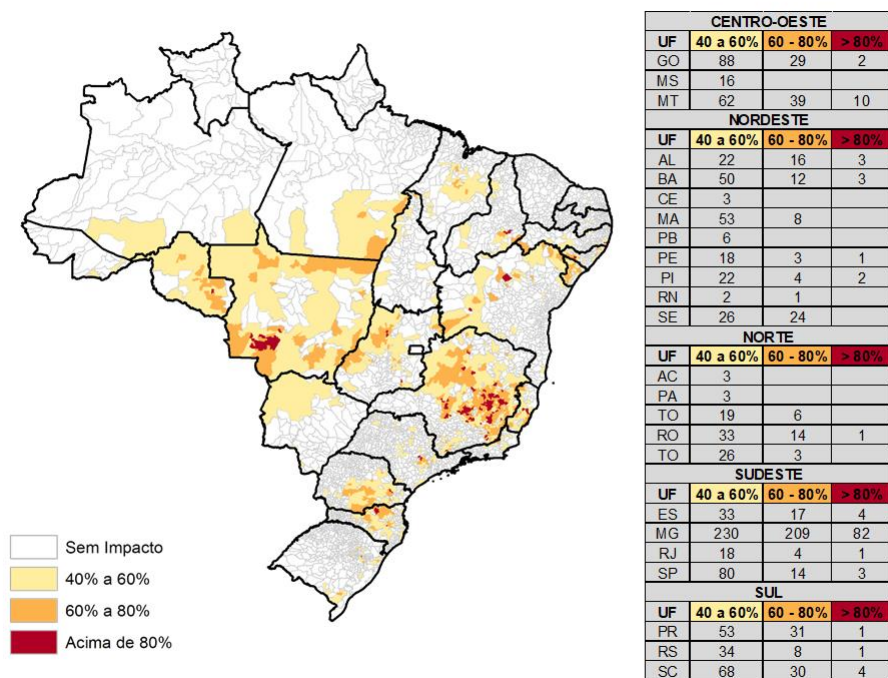 CENTRO-OESTE
UF 40 a 60% 60 - 80% > 80%
GO 88 29 2
MS 16
MT 62 39 10
NORDESTE
UF 40 a 60% 60 - 80% > 80%
AL 22 16 3
BA 50 12 3
CE 3
MA 53 8
PB 6
PE 18 3 1
PI 22 4 2
RN 2 1
SE 26 24
NORTE
UF 40 a 60% 60 - 80% > 80%
AC 3
PA 3
TO 19 6
RO 33 14 1
TO 26 3
SUDESTE
UF 40 a 60% 60 - 80% > 80%
ES 33 17 4
MG 230 209 82
RJ 18 4 1
SP 80 14 3
SUL
UF 40 a 60% 60 - 80% > 80%
PR 53 31 1
RS 34 8 1
SC 68 30 4
Sem Impacto
40% a 60%
60% a 80%
Acima de 80%